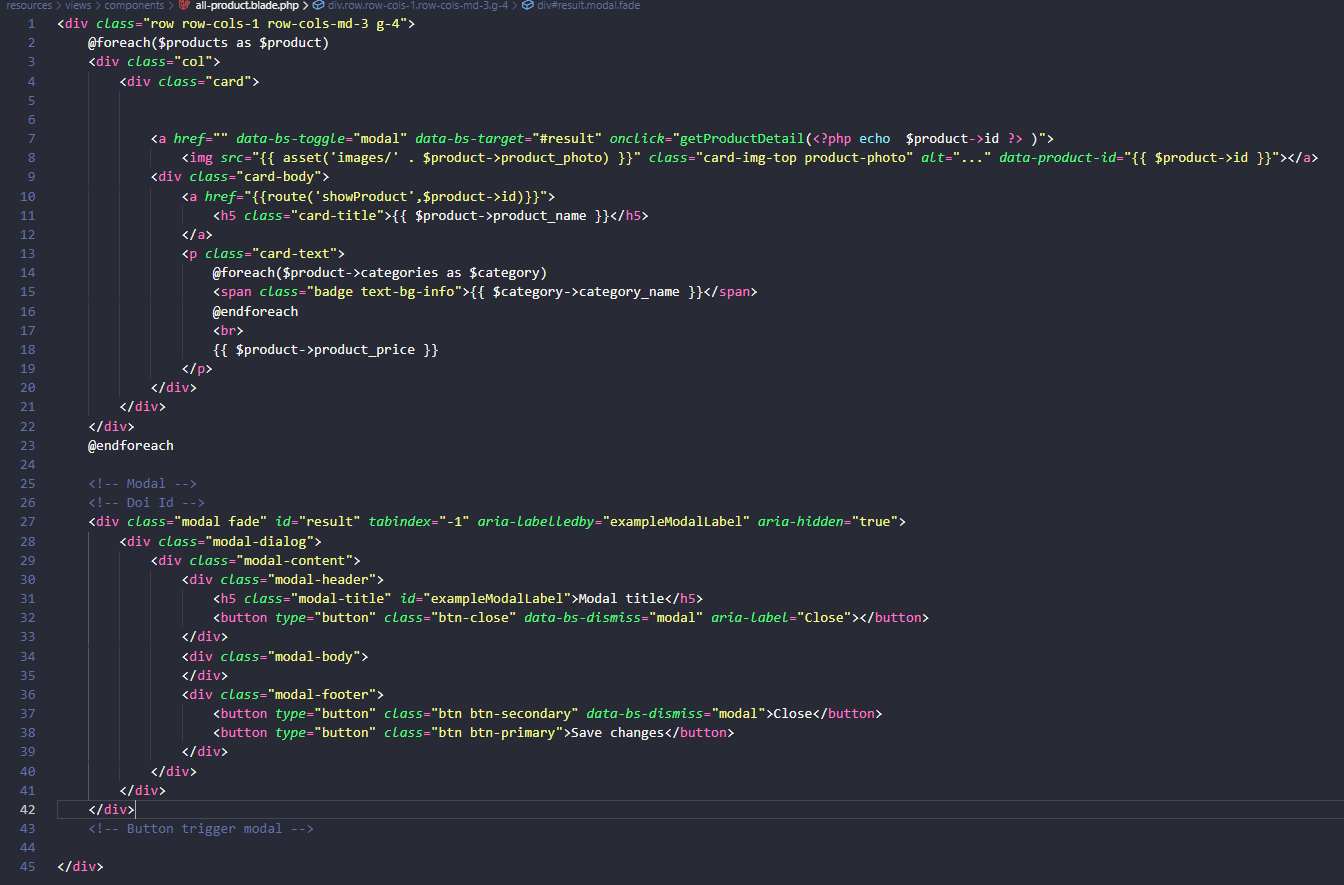 resources > views > components > all-product.blade.php > div.row.row-cols-1.row-cols-md-3.g-4 > div#result.modal.fade
1 <div class="row row-cols-1 row-cols-md-3 g-4">
2 @foreach($products as $product)
3 <div class="col">
4 <div class="card">
5
6
7 <a href="" data-bs-toggle="modal" data-bs-target="#result" onclick="getProductDetail(<?php echo  $product->id ?> )">
8 <img src="{{ asset('images/' . $product->product_photo) }}" class="card-img-top product-photo" alt="..." data-product-id="{{ $product->id }}"></a>
9 <div class="card-body">
10 <a href="{{route('showProduct',$product->id)}}">
11 <h5 class="card-title">{{ $product->product_name }}</h5>
12 </a>
13 <p class="card-text">
14 @foreach($product->categories as $category)
15 <span class="badge text-bg-info">{{ $category->category_name }}</span>
16 @endforeach
17 <br>
18 {{ $product->product_price }}
19 </p>
20 </div>
21 </div>
22 </div>
23 @endforeach
24
25 <!-- Modal -->
26 <!-- Doi Id -->
27 <div class="modal fade" id="result" tabindex="-1" aria-labelledby="exampleModalLabel" aria-hidden="true">
28 <div class="modal-dialog">
29 <div class="modal-content">
30 <div class="modal-header">
31 <h5 class="modal-title" id="exampleModalLabel">Modal title</h5>
32 <button type="button" class="btn-close" data-bs-dismiss="modal" aria-label="Close"></button>
33 </div>
34 <div class="modal-body">
35 </div>
36 <div class="modal-footer">
37 <button type="button" class="btn btn-secondary" data-bs-dismiss="modal">Close</button>
38 <button type="button" class="btn btn-primary">Save changes</button>
39 </div>
40 </div>
41 </div>
42 </div>
43 <!-- Button trigger modal -->
44
45 </div>